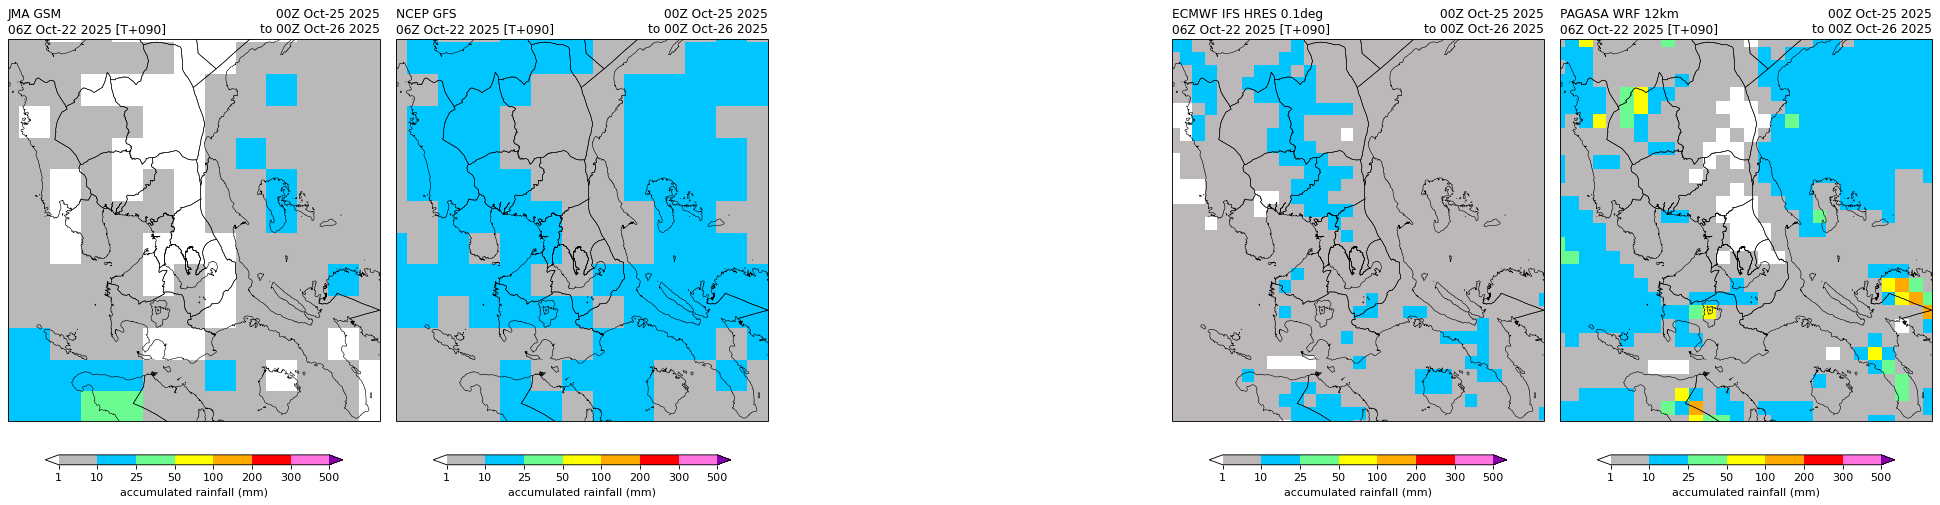 JMA GSM 00Z Oct-25 2025
06Z Oct-22 2025 [T+090] to 00Z Oct-26 2025
1 10 25 50 100 200 300 500
accumulated rainfall (mm)
NCEP GFS 00Z Oct-25 2025
06Z Oct-22 2025 [T+090] to 00Z Oct-26 2025
1 10 25 50 100 200 300 500
accumulated rainfall (mm)
ECMWF IFS HRES 0.1deg 00Z Oct-25 2025
06Z Oct-22 2025 [T+090] to 00Z Oct-26 2025
1 10 25 50 100 200 300 500
accumulated rainfall (mm)
PAGASA WRF 12km 00Z Oct-25 2025
06Z Oct-22 2025 [T+090] to 00Z Oct-26 2025
1 10 25 50 100 200 300 500
accumulated rainfall (mm)